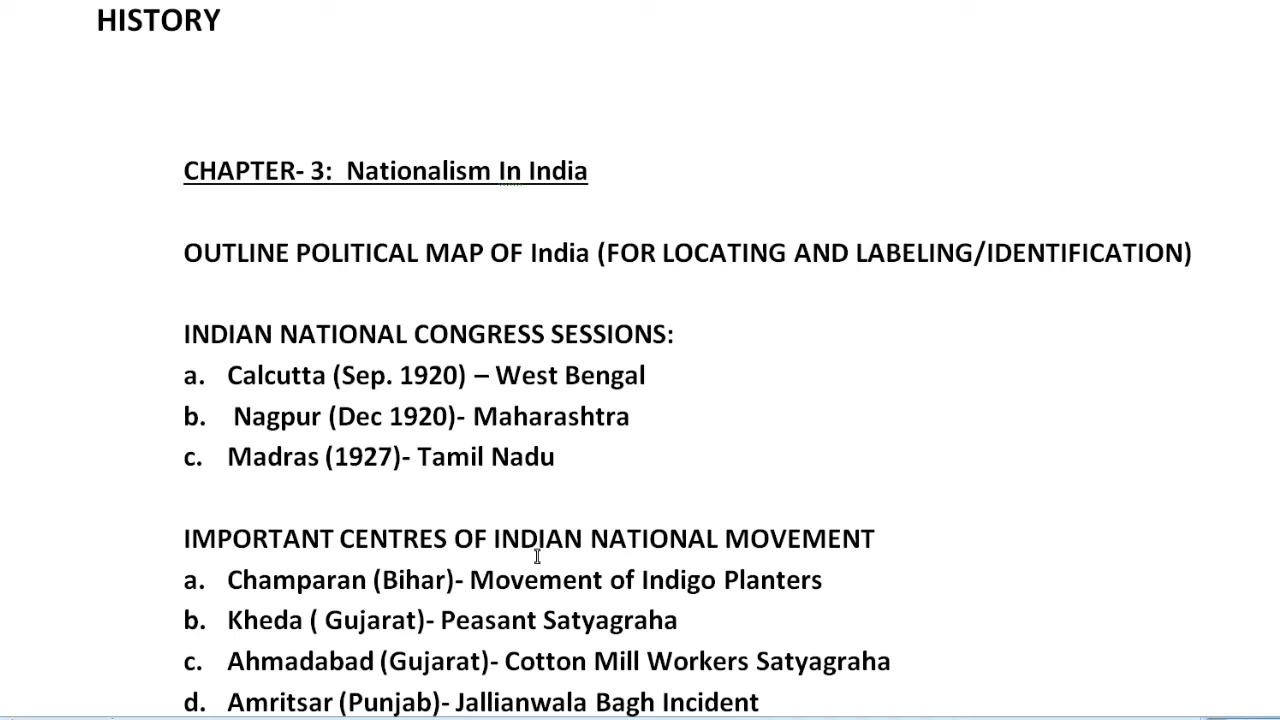 HISTORY
CHAPTER- 3:  Nationalism In India
OUTLINE POLITICAL MAP OF India (FOR LOCATING AND LABELING/IDENTIFICATION)
INDIAN NATIONAL CONGRESS SESSIONS:
a. Calcutta (Sep. 1920) – West Bengal
b. Nagpur (Dec 1920)- Maharashtra
c. Madras (1927)- Tamil Nadu
IMPORTANT CENTRES OF INDIAN NATIONAL MOVEMENT
a. Champaran (Bihar)- Movement of Indigo Planters
b. Kheda ( Gujarat)- Peasant Satyagraha
c. Ahmadabad (Gujarat)- Cotton Mill Workers Satyagraha
d. Amritsar (Punjab)- Jallianwala Bagh Incident